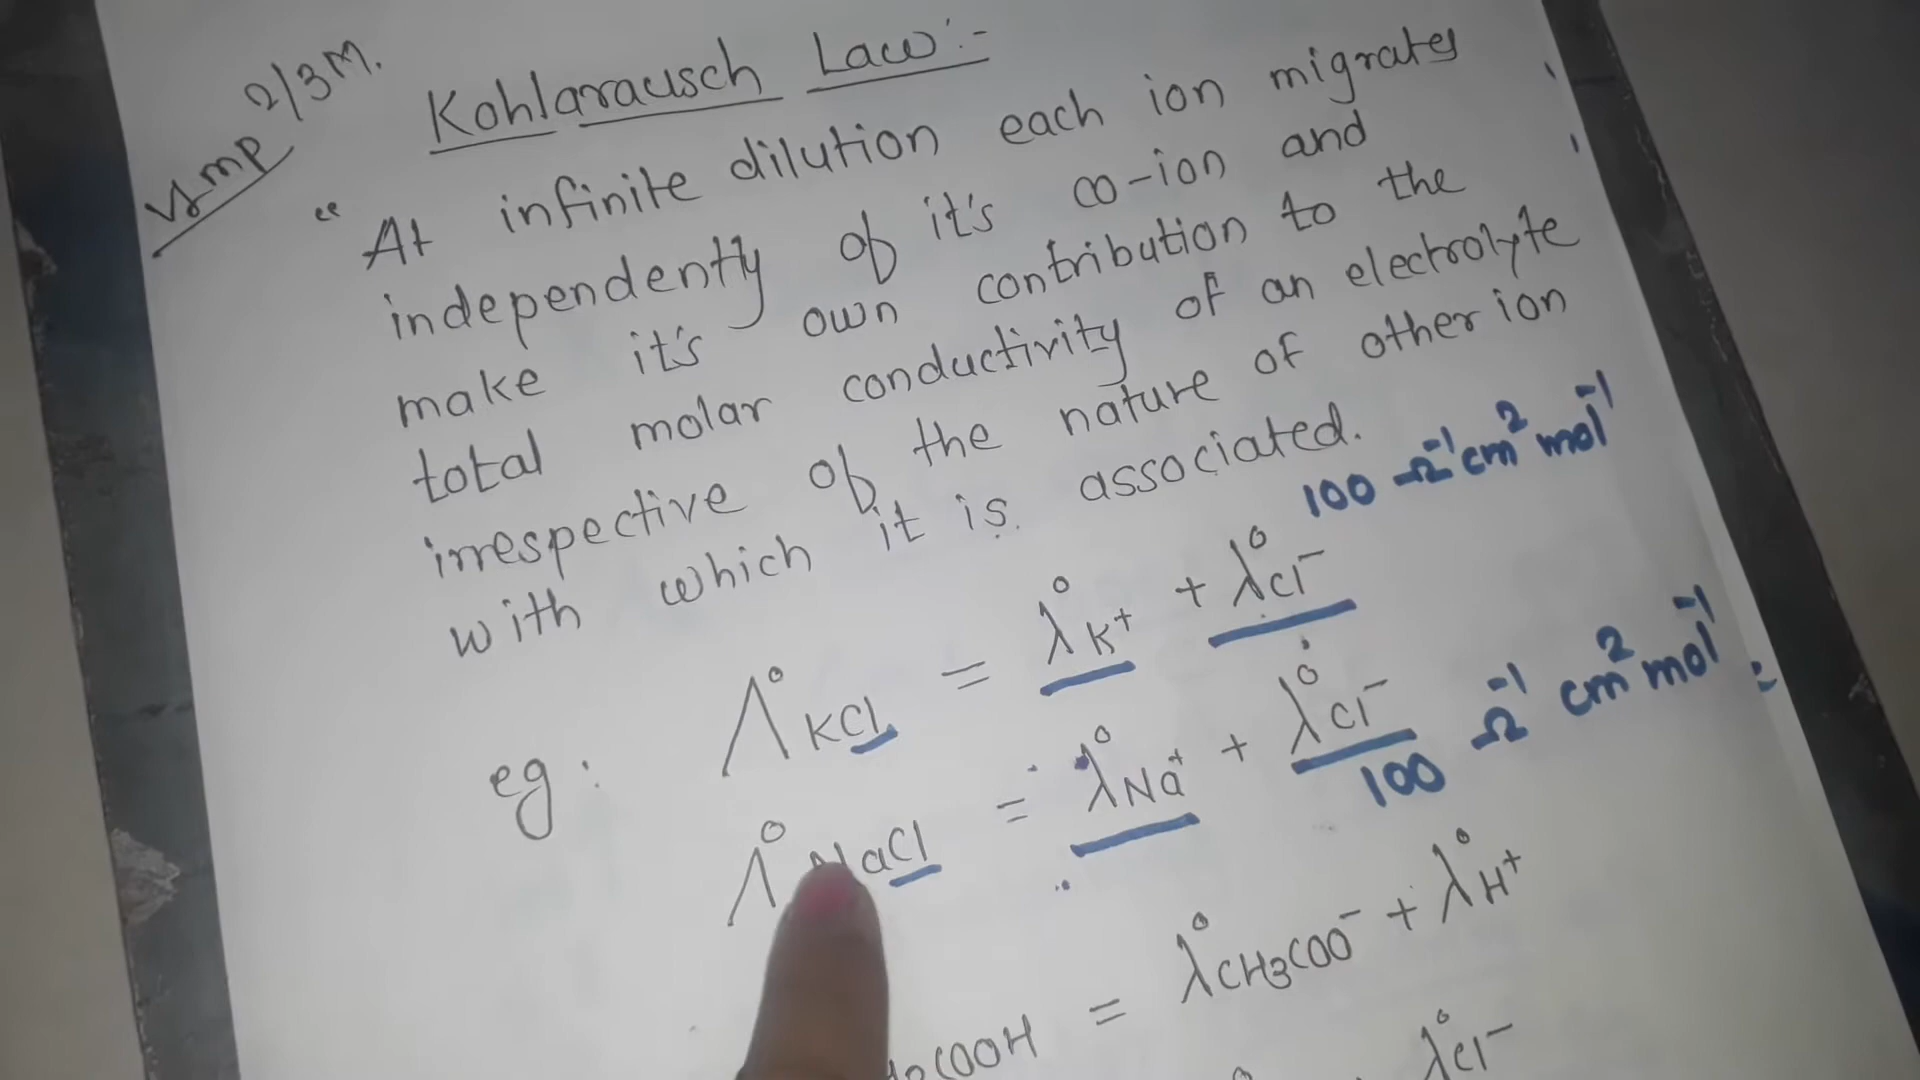 Imp 2/3M.
Kohlarausch Law :-
" At infinite dilution each ion migrates
independently of it's co-ion and
make it's own contribution to the
total molar conductivity of an electrolyte
irrespective of the nature of other ion
with which it is associated.
100 Ω⁻¹ cm² mol⁻¹
eg : Λ°KCl = λ°K⁺ + λ°Cl⁻
Λ°NaCl = λ°Na⁺ + λ°Cl⁻
100 Ω⁻¹ cm² mol⁻¹
COOH = λ°CH3COO⁻ + λ°H⁺
λ°Cl⁻